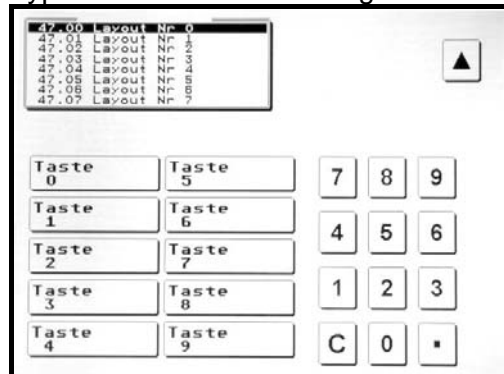 47.00 Layout Nr 0
47.01 Layout Nr 1
47.02 Layout Nr 2
47.03 Layout Nr 3
47.04 Layout Nr 4
47.05 Layout Nr 5
47.06 Layout Nr 6
47.07 Layout Nr 7
▲
Taste
0
Taste
5
7 8 9
Taste
1
Taste
6
4 5 6
Taste
2
Taste
7
Taste
3
Taste
8
1 2 3
Taste
4
Taste
9
C 0 ▪